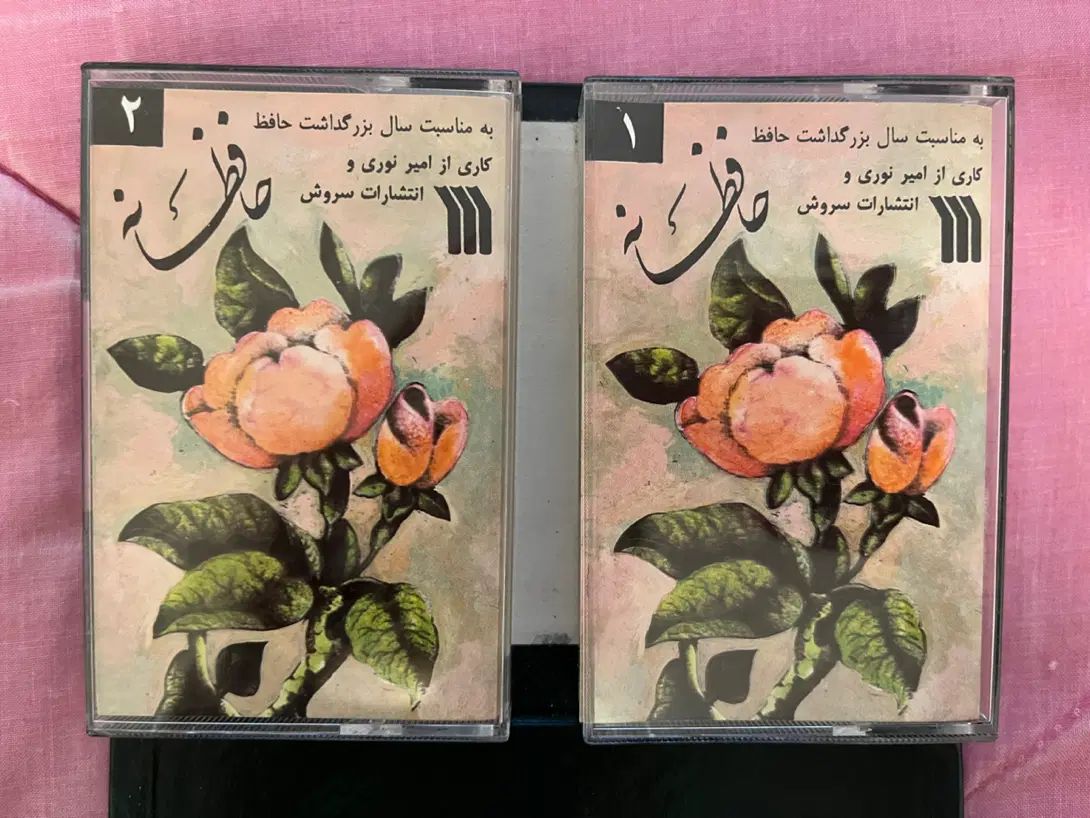 ۲
به مناسبت سال بزرگداشت حافظ
کاری از امیر نوری و
انتشارات سروش
حافظانه
۱
به مناسبت سال بزرگداشت حافظ
کاری از امیر نوری و
انتشارات سروش
حافظانه